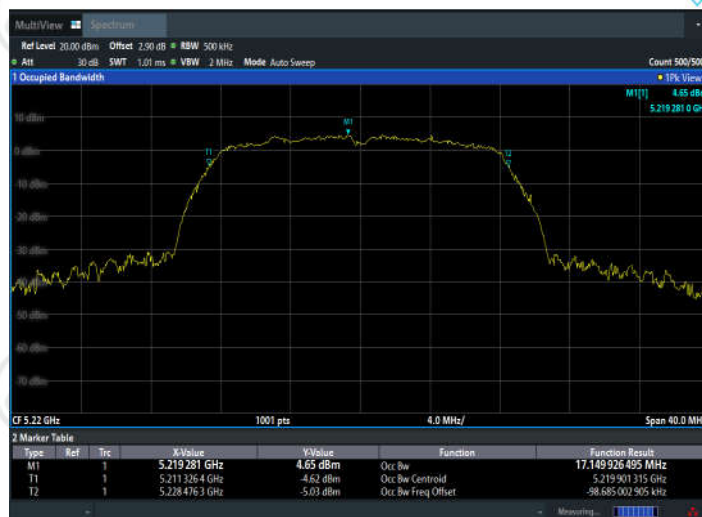 MultiView Spectrum
Ref Level 20.00 dBm Offset 2.90 dB RBW 500 kHz
Att 30 dB SWT 1.01 ms VBW 2 MHz Mode Auto Sweep Count 500/500
1 Occupied Bandwidth 1Pk View
M1[1] 4.65 dBm
5.219 281 0 GH
10 dBm
M1
0 dBm
T1 T2
-10 dBm
-20 dBm
-30 dBm
-40 dBm
-50 dBm
-60 dBm
-70 dBm
CF 5.22 GHz 1001 pts 4.0 MHz/ Span 40.0 MH
2 Marker Table
Type Ref Trc X-Value Y-Value Function Function Result
M1 1 5.219 281 GHz 4.65 dBm Occ Bw 17.149 926 495 MHz
T1 1 5.211 326 4 GHz -4.62 dBm Occ Bw Centroid 5.219 901 315 GHz
T2 1 5.228 476 3 GHz -5.03 dBm Occ Bw Freq Offset -98.685 002 905 kHz
Measuring...